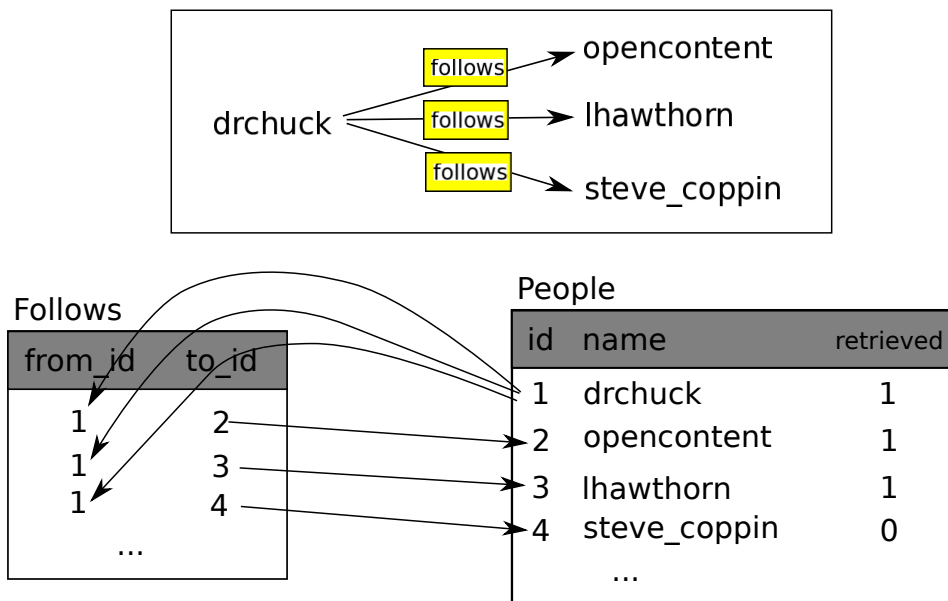 follows opencontent
drchuck follows lhawthorn
follows steve_coppin
Follows
from_id to_id
1 2
1 3
1 4
...
People
id name retrieved
1 drchuck 1
2 opencontent 1
3 lhawthorn 1
4 steve_coppin 0
...